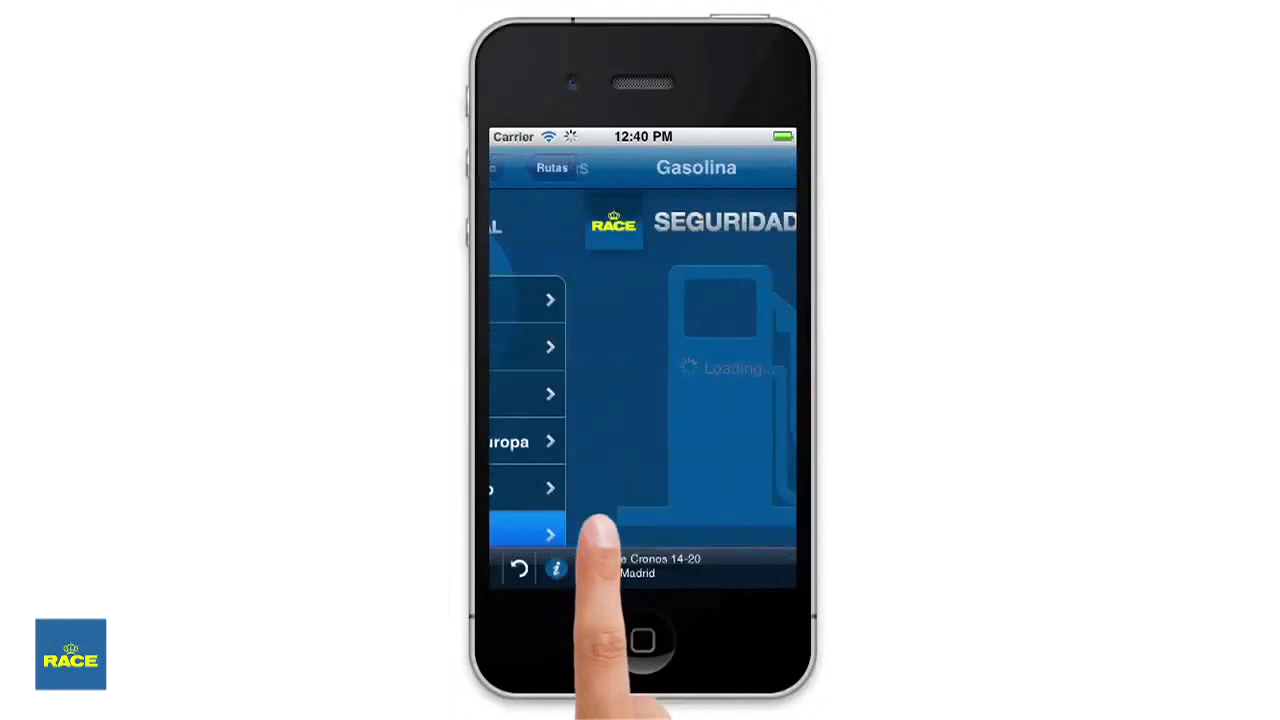 Carrier
12:40 PM
Rutas
Gasolina
RACE
SEGURIDAD
Loading...
uropa
Cronos 14-20
Madrid
RACE